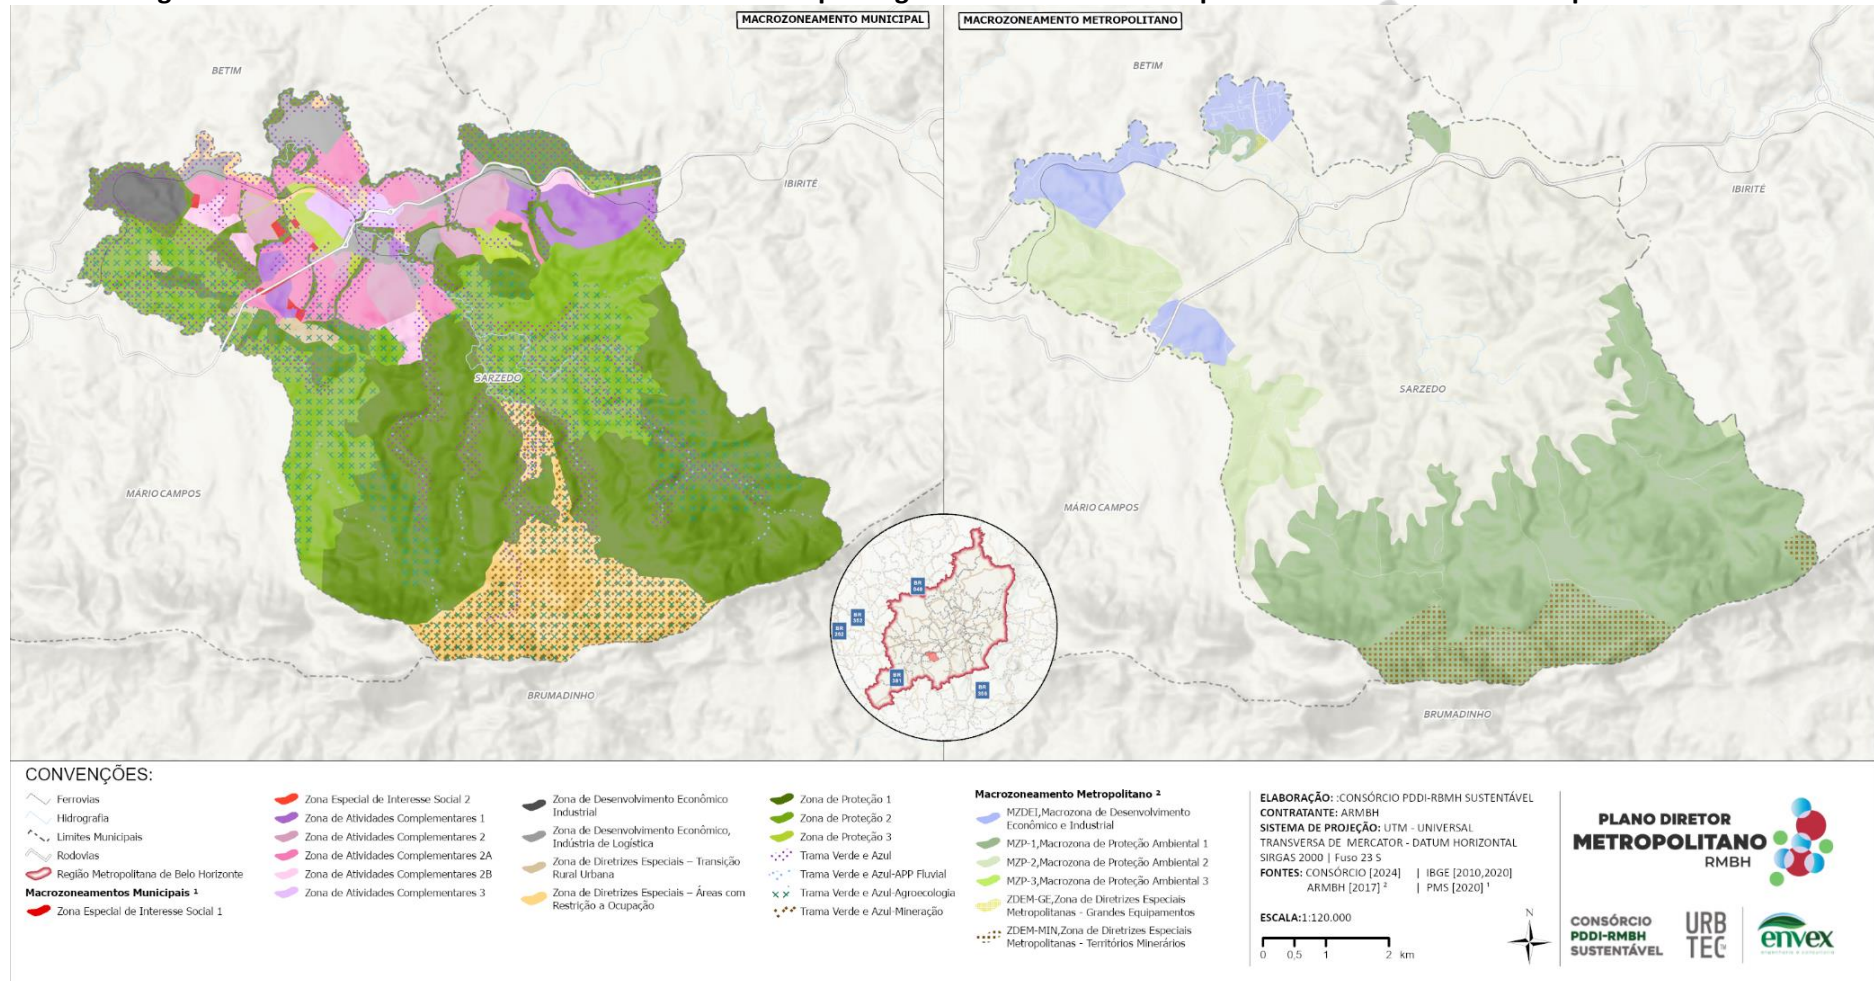 MACROZONEAMENTO MUNICIPAL
MACROZONEAMENTO METROPOLITANO
BETIM
IBIRITÉ
SARZEDO
MÁRIO CAMPOS
BRUMADINHO
BETIM
IBIRITÉ
SARZEDO
MÁRIO CAMPOS
BRUMADINHO
BR
BR
BR
BR
381
BR
CONVENÇÕES:
Ferrovias
Hidrografia
Limites Municipais
Rodovias
Região Metropolitana de Belo Horizonte
Macrozoneamentos Municipais ¹
Zona Especial de Interesse Social 1
Zona Especial de Interesse Social 2
Zona de Atividades Complementares 1
Zona de Atividades Complementares 2
Zona de Atividades Complementares 2A
Zona de Atividades Complementares 2B
Zona de Atividades Complementares 3
Zona de Desenvolvimento Econômico
Industrial
Zona de Desenvolvimento Econômico,
Indústria de Logística
Zona de Diretrizes Especiais – Transição
Rural Urbana
Zona de Diretrizes Especiais – Áreas com
Restrição a Ocupação
Zona de Proteção 1
Zona de Proteção 2
Zona de Proteção 3
Trama Verde e Azul
Trama Verde e Azul-APP Fluvial
Trama Verde e Azul-Agroecologia
Trama Verde e Azul-Mineração
Macrozoneamento Metropolitano ²
MZDEI,Macrozona de Desenvolvimento
Econômico e Industrial
MZP-1,Macrozona de Proteção Ambiental 1
MZP-2,Macrozona de Proteção Ambiental 2
MZP-3,Macrozona de Proteção Ambiental 3
ZDEM-GE,Zona de Diretrizes Especiais
Metropolitanas - Grandes Equipamentos
ZDEM-MIN,Zona de Diretrizes Especiais
Metropolitanas - Territórios Minerários
ELABORAÇÃO: :CONSÓRCIO PDDI-RBMH SUSTENTÁVEL
CONTRATANTE: ARMBH
SISTEMA DE PROJEÇÃO: UTM - UNIVERSAL
TRANSVERSA DE MERCATOR - DATUM HORIZONTAL
SIRGAS 2000 | Fuso 23 S
FONTES: CONSÓRCIO [2024] | IBGE [2010,2020]
ARMBH [2017] ² | PMS [2020] ¹
ESCALA:1:120.000
0 0,5 1 2 km
N
PLANO DIRETOR
METROPOLITANO
RMBH
CONSÓRCIO
PDDI-RMBH
SUSTENTÁVEL
URB
TEC
envex